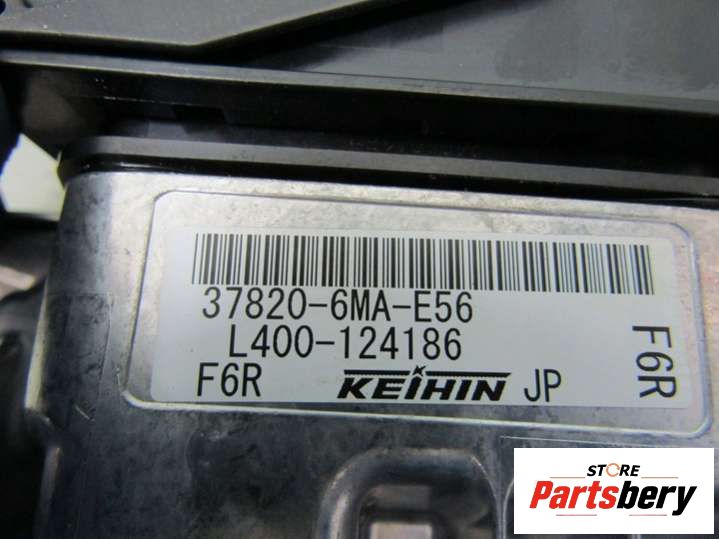 37820-6MA-E56
L400-124186
F6R KEIHIN JP
F6R
STORE
Partsbery